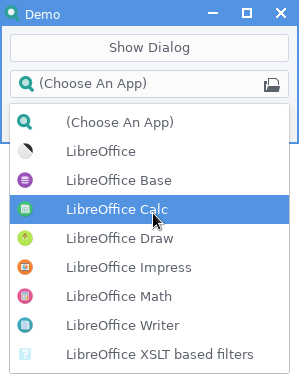 Demo
Show Dialog
(Choose An App)
(Choose An App)
LibreOffice
LibreOffice Base
LibreOffice Calc
LibreOffice Draw
LibreOffice Impress
LibreOffice Math
LibreOffice Writer
LibreOffice XSLT based filters